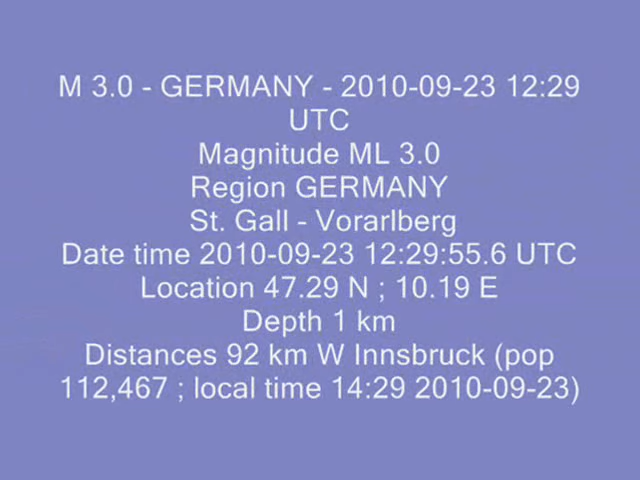 M 3.0 - GERMANY - 2010-09-23 12:29
UTC
Magnitude ML 3.0
Region GERMANY
St. Gall - Vorarlberg
Date time 2010-09-23 12:29:55.6 UTC
Location 47.29 N ; 10.19 E
Depth 1 km
Distances 92 km W Innsbruck (pop
112,467 ; local time 14:29 2010-09-23)